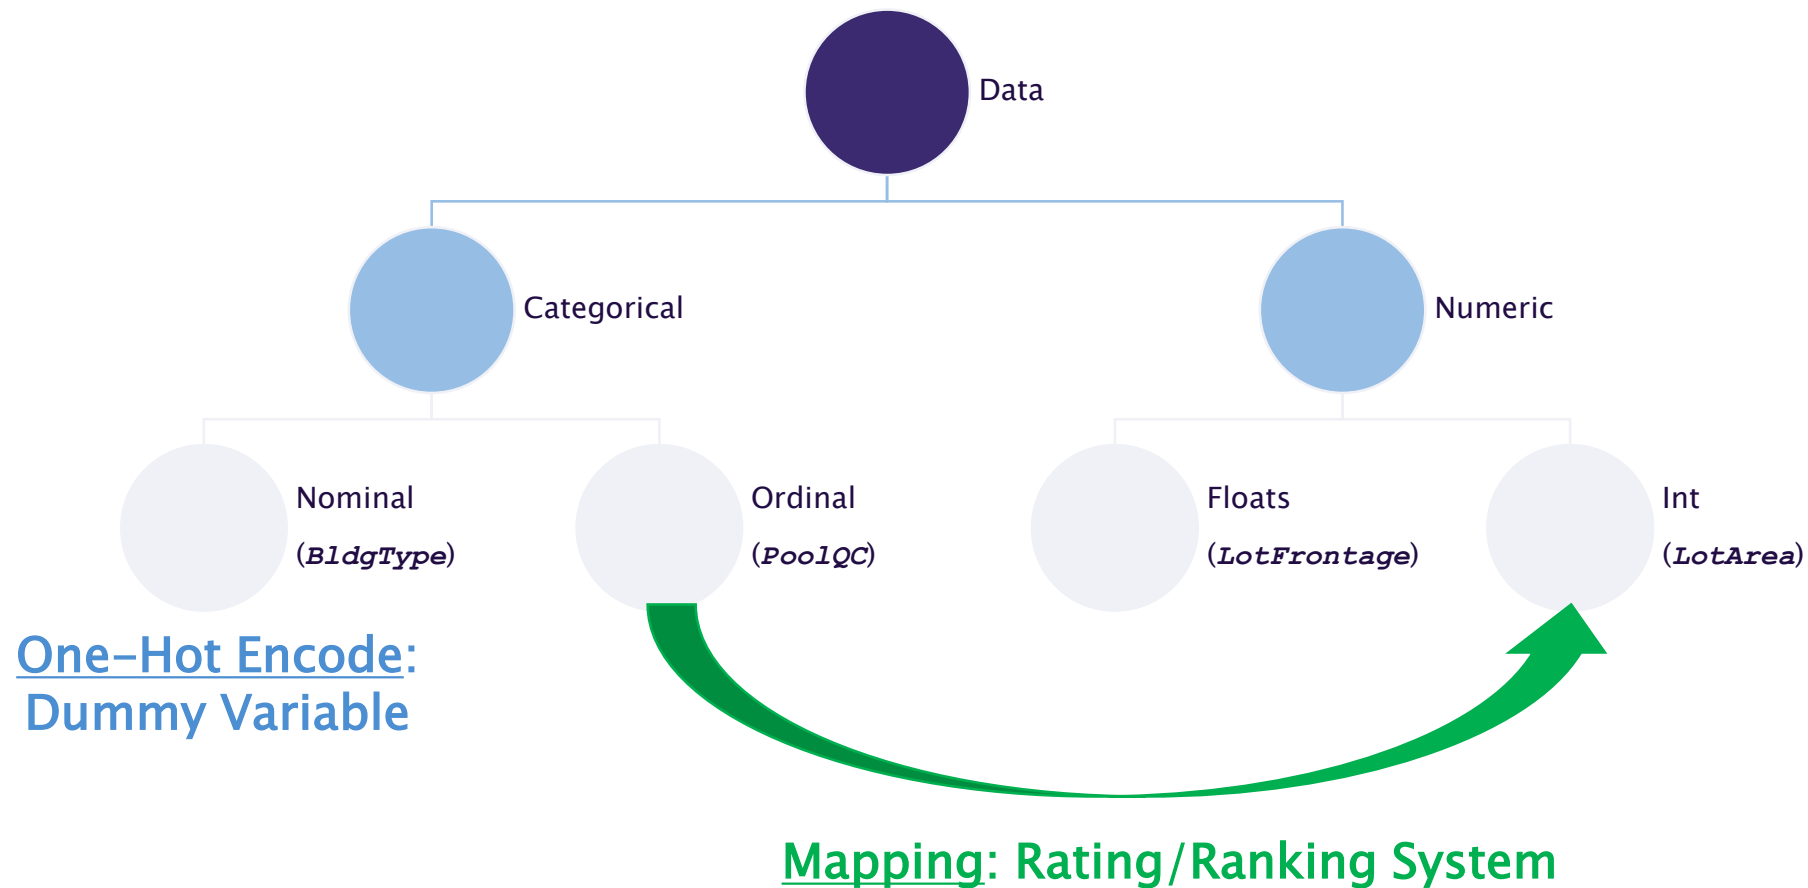 Data
Categorical
Numeric
Nominal
(BldgType)
Ordinal
(PoolQC)
Floats
(LotFrontage)
Int
(LotArea)
One-Hot Encode:
Dummy Variable
Mapping: Rating/Ranking System